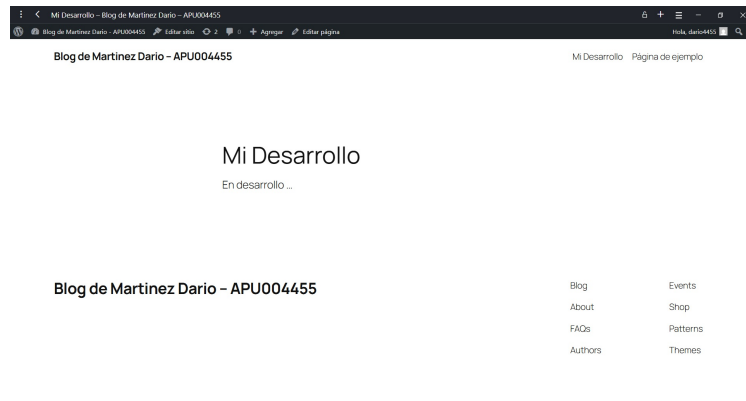 Mi Desarrollo – Blog de Martinez Dario – APU004455
Blog de Martinez Dario - APU004455 Editar sitio 2 0 Agregar Editar página Hola, dario4455
Blog de Martinez Dario – APU004455 Mi Desarrollo Página de ejemplo
Mi Desarrollo
En desarrollo …
Blog de Martinez Dario – APU004455
Blog Events
About Shop
FAQs Patterns
Authors Themes